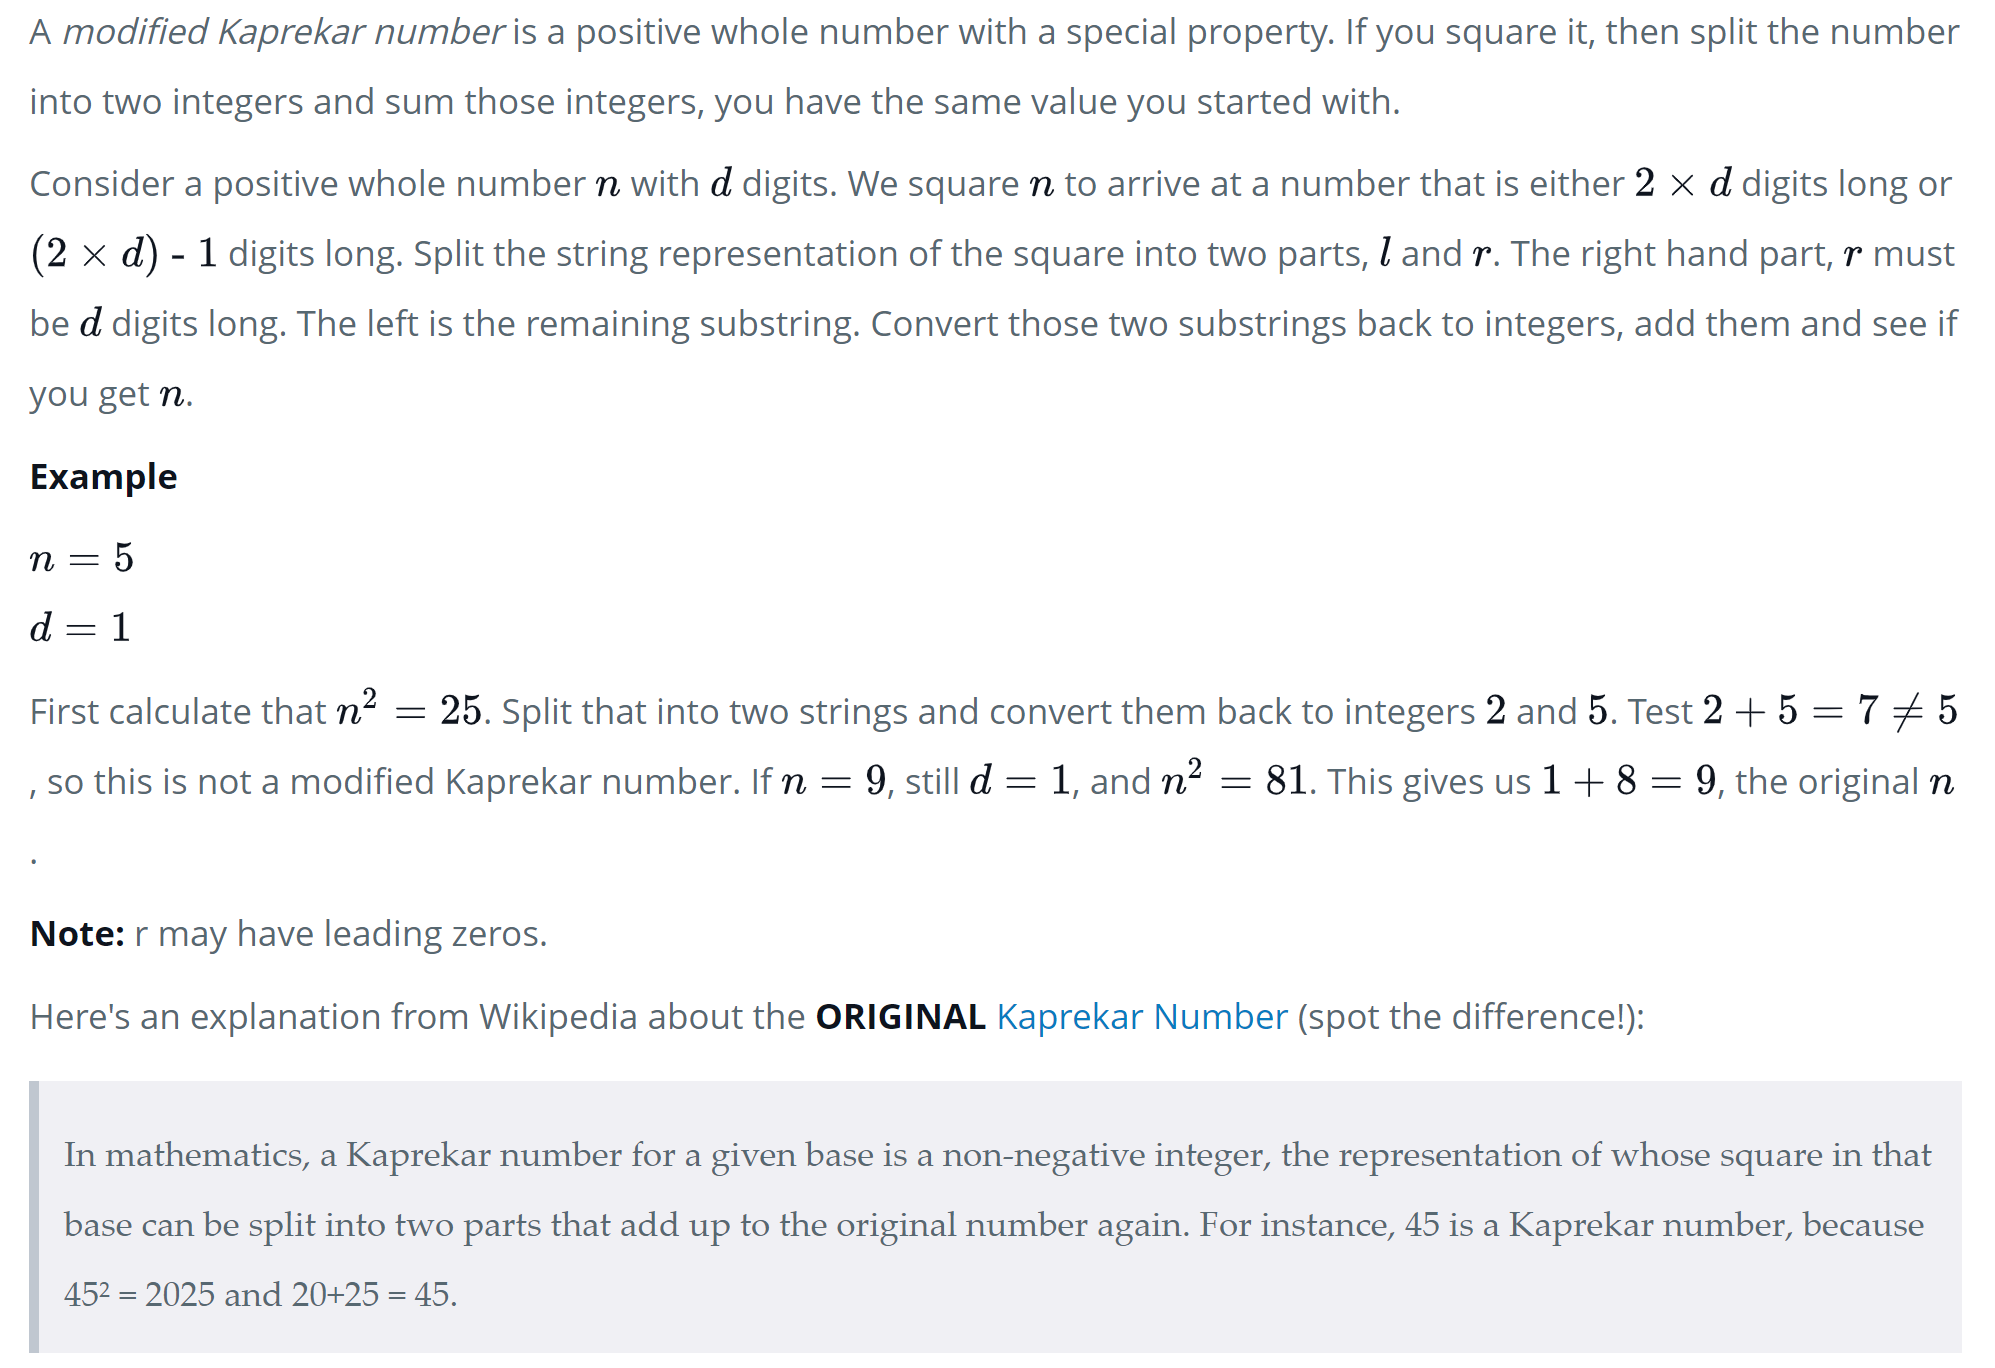 A modified Kaprekar number is a positive whole number with a special property. If you square it, then split the number
into two integers and sum those integers, you have the same value you started with.
Consider a positive whole number n with d digits. We square n to arrive at a number that is either 2 × d digits long or
(2 × d) - 1 digits long. Split the string representation of the square into two parts, l and r. The right hand part, r must
be d digits long. The left is the remaining substring. Convert those two substrings back to integers, add them and see if
you get n.
Example
n = 5
d = 1
First calculate that n² = 25. Split that into two strings and convert them back to integers 2 and 5. Test 2 + 5 = 7 ≠ 5
, so this is not a modified Kaprekar number. If n = 9, still d = 1, and n² = 81. This gives us 1 + 8 = 9, the original n
.
Note: r may have leading zeros.
Here's an explanation from Wikipedia about the ORIGINAL Kaprekar Number (spot the difference!):
In mathematics, a Kaprekar number for a given base is a non-negative integer, the representation of whose square in that
base can be split into two parts that add up to the original number again. For instance, 45 is a Kaprekar number, because
45² = 2025 and 20+25 = 45.